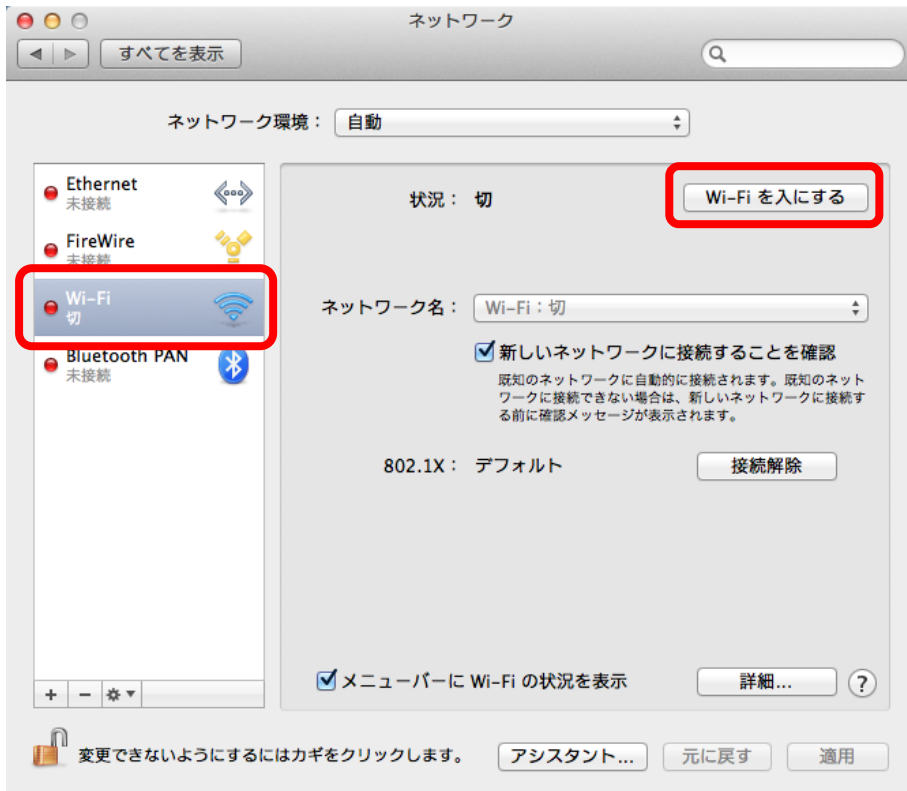 ネットワーク
すべてを表示
ネットワーク環境： 自動
Ethernet
未接続
FireWire
未接続
Wi-Fi
切
Bluetooth PAN
未接続
状況： 切
Wi-Fi を入にする
ネットワーク名： Wi-Fi：切
新しいネットワークに接続することを確認
既知のネットワークに自動的に接続されます。既知のネット
ワークに接続できない場合は、新しいネットワークに接続す
る前に確認メッセージが表示されます。
802.1X： デフォルト 接続解除
メニューバーに Wi-Fi の状況を表示 詳細... ?
+ −
変更できないようにするにはカギをクリックします。 アシスタント... 元に戻す 適用